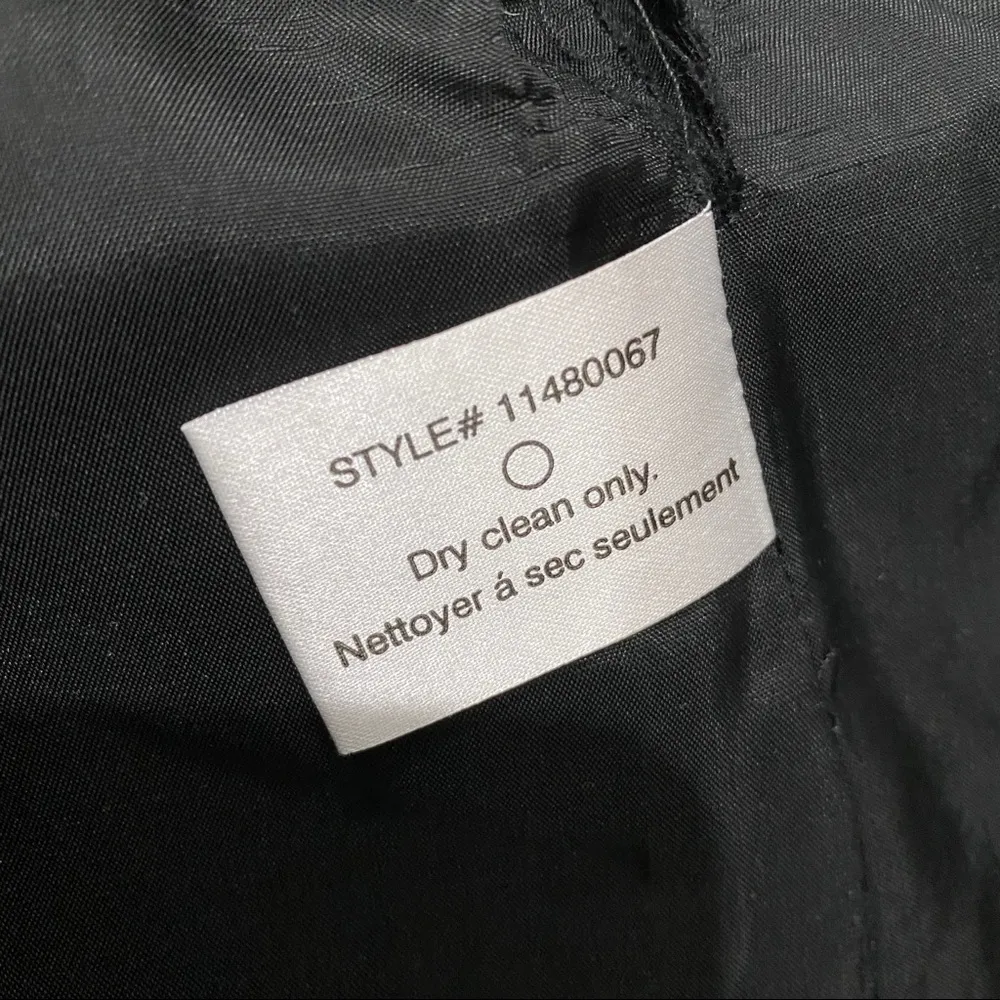 STYLE# 11480067
Dry clean only.
Nettoyer á sec seulement